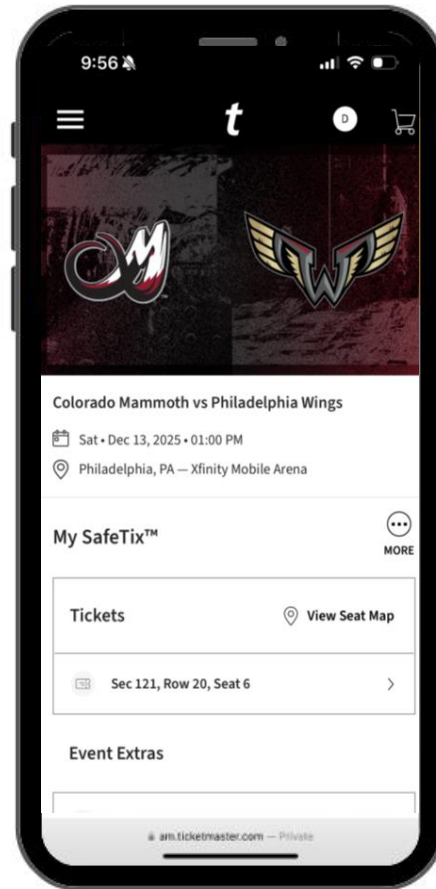 9:56
t
D
Colorado Mammoth vs Philadelphia Wings
Sat • Dec 13, 2025 • 01:00 PM
Philadelphia, PA — Xfinity Mobile Arena
My SafeTix™
MORE
Tickets
View Seat Map
Sec 121, Row 20, Seat 6
Event Extras
am.ticketmaster.com — Private